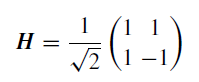 H = 1/√2 (1 1
1 −1),